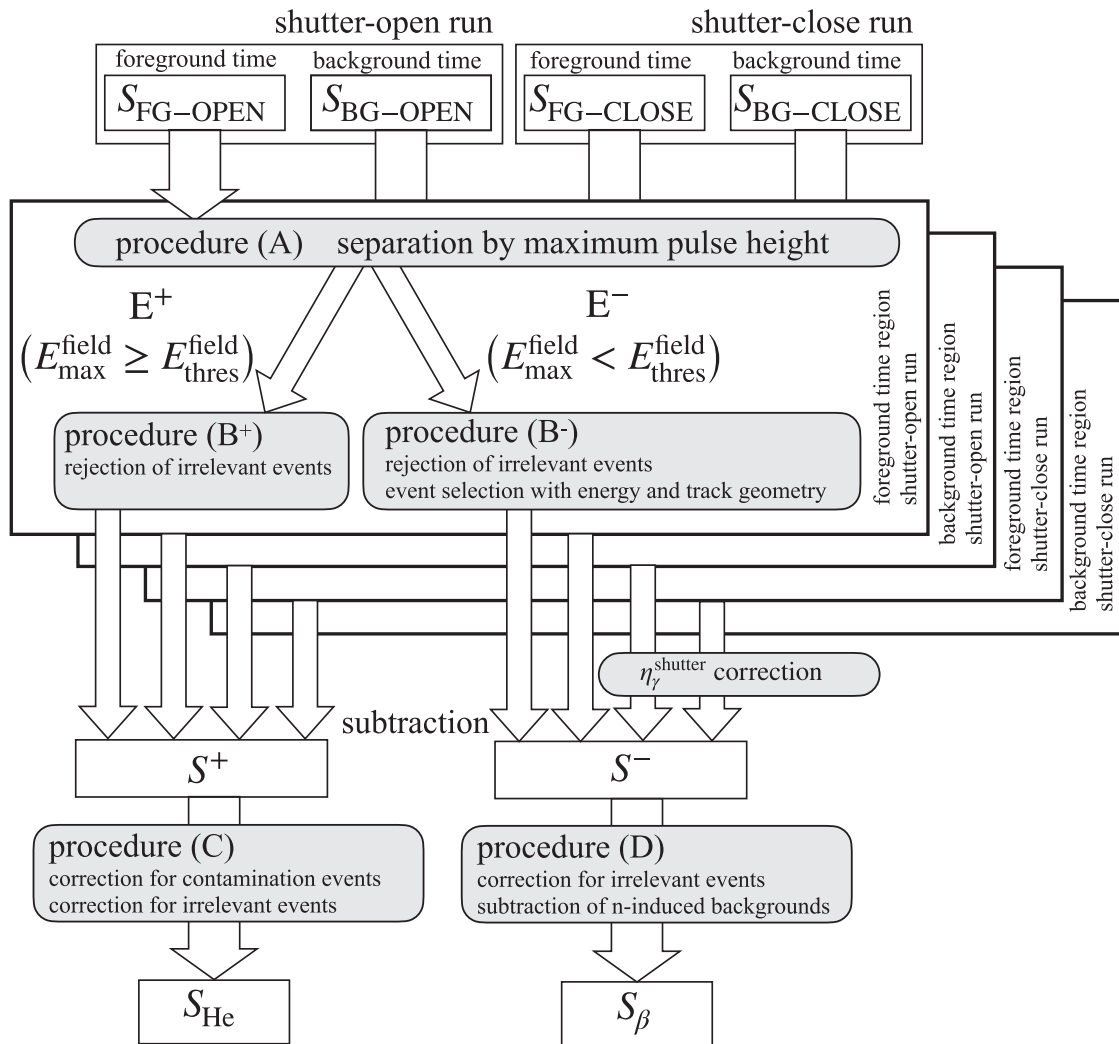 shutter-open run
shutter-close run
foreground time
background time
foreground time
background time
S_FG−OPEN
S_BG−OPEN
S_FG−CLOSE
S_BG−CLOSE
procedure (A) separation by maximum pulse height
E⁺
(E_max^field ≥ E_thres^field)
E⁻
(E_max^field < E_thres^field)
procedure (B⁺)
rejection of irrelevant events
procedure (B⁻)
rejection of irrelevant events
event selection with energy and track geometry
foreground time region
shutter-open run
background time region
shutter-open run
foreground time region
shutter-close run
background time region
shutter-close run
η_γ^shutter correction
subtraction
S⁺
S⁻
procedure (C)
correction for contamination events
correction for irrelevant events
procedure (D)
correction for irrelevant events
subtraction of n-induced backgrounds
S_He
S_β